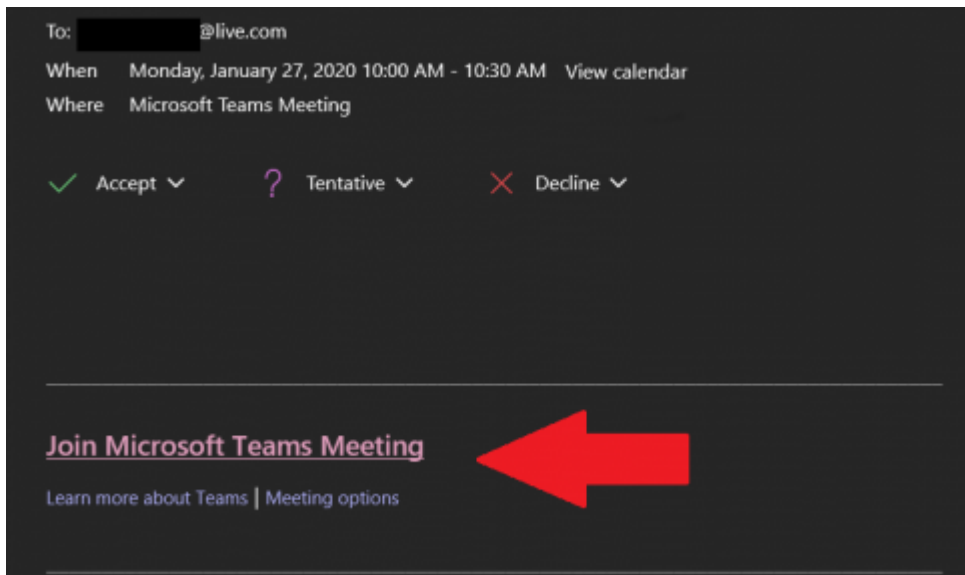 To: @live.com
When Monday, January 27, 2020 10:00 AM - 10:30 AM View calendar
Where Microsoft Teams Meeting
Accept Tentative Decline
Join Microsoft Teams Meeting
Learn more about Teams | Meeting options